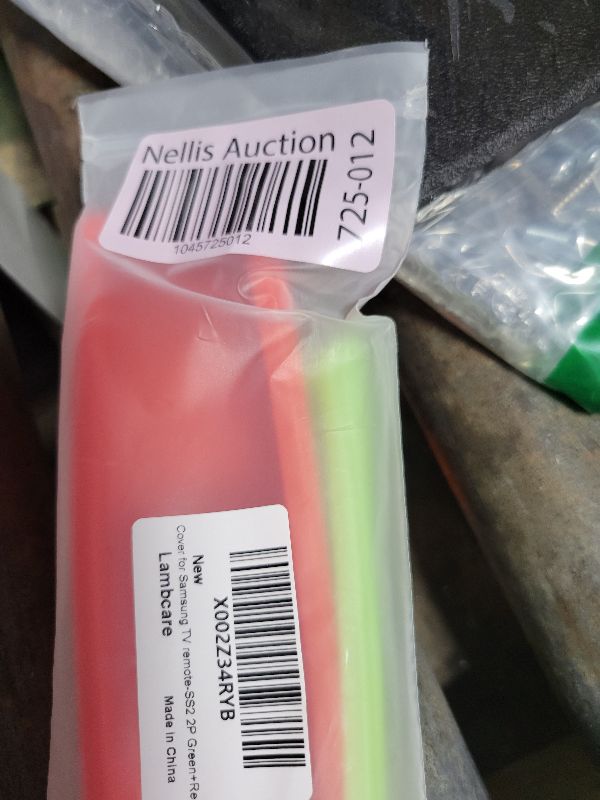 Nellis Auction
1045725012
725-012
X002Z34RYB
New
Cover for Samsung TV remote-SS2 2P Green+Re
Lambcare
Made in China